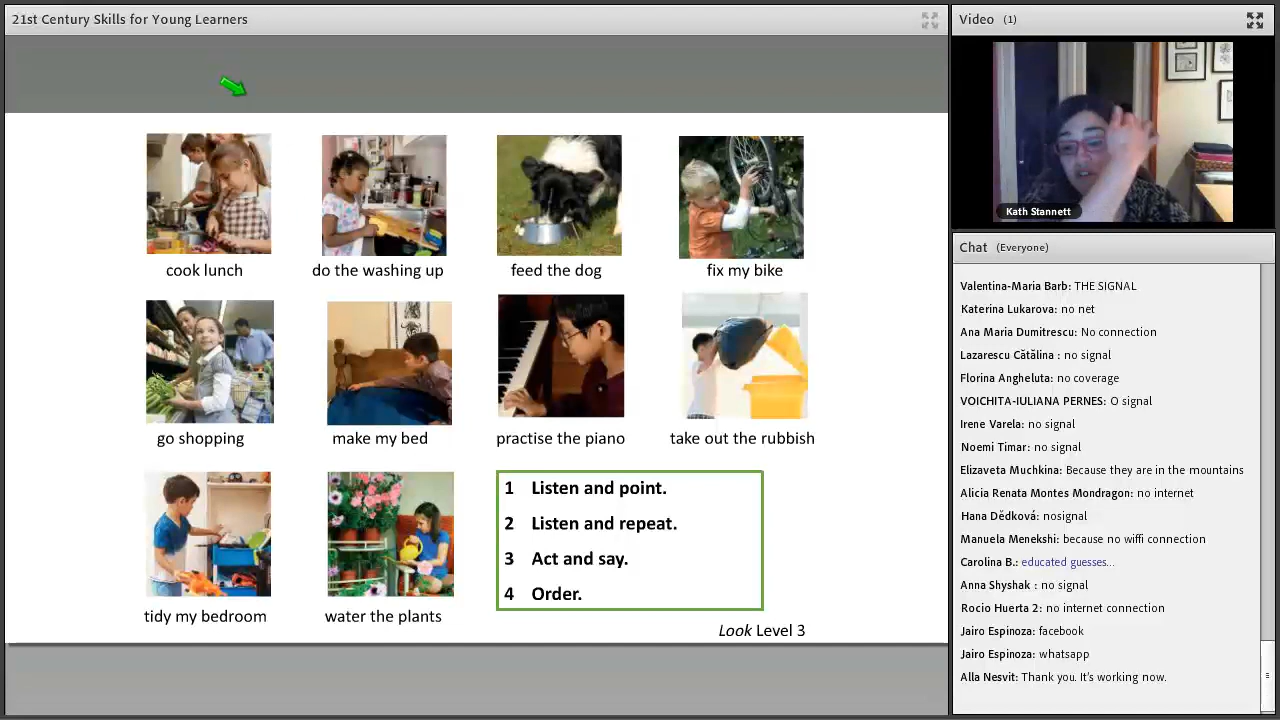 21st Century Skills for Young Learners
cook lunch
do the washing up
feed the dog
fix my bike
go shopping
make my bed
practise the piano
take out the rubbish
tidy my bedroom
water the plants
1 Listen and point.
2 Listen and repeat.
3 Act and say.
4 Order.
Look Level 3
Video (1)
Kath Stannett
Chat (Everyone)
Valentina-Maria Barb: THE SIGNAL
Katerina Lukarova: no net
Ana Maria Dumitrescu: No connection
Lazarescu Cătălina : no signal
Florina Angheluta: no coverage
VOICHITA-IULIANA PERNES: O signal
Irene Varela: no signal
Noemi Timar: no signal
Elizaveta Muchkina: Because they are in the mountains
Alicia Renata Montes Mondragon: no internet
Hana Dědková: nosignal
Manuela Menekshi: because no wiffi connection
Carolina B.: educated guesses...
Anna Shyshak : no signal
Rocio Huerta 2: no internet connection
Jairo Espinoza: facebook
Jairo Espinoza: whatsapp
Alla Nesvit: Thank you. It's working now.